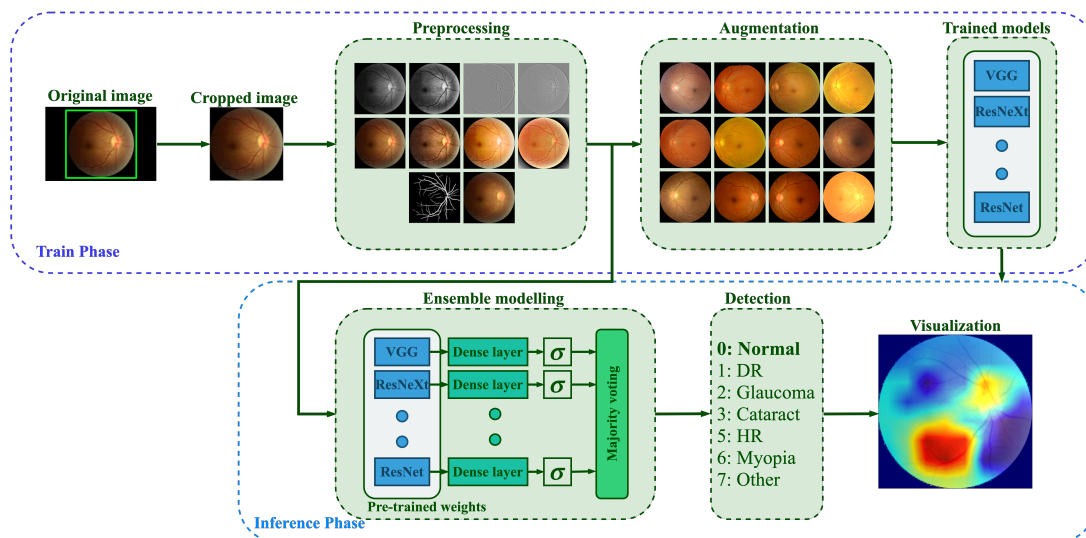 Preprocessing
Augmentation
Trained models
Original image
Cropped image
VGG
ResNeXt
ResNet
Train Phase
Ensemble modelling
Detection
Visualization
VGG
Dense layer
σ
ResNeXt
Dense layer
σ
ResNet
Dense layer
σ
Majority voting
Pre-trained weights
0: Normal
1: DR
2: Glaucoma
3: Cataract
5: HR
6: Myopia
7: Other
Inference Phase